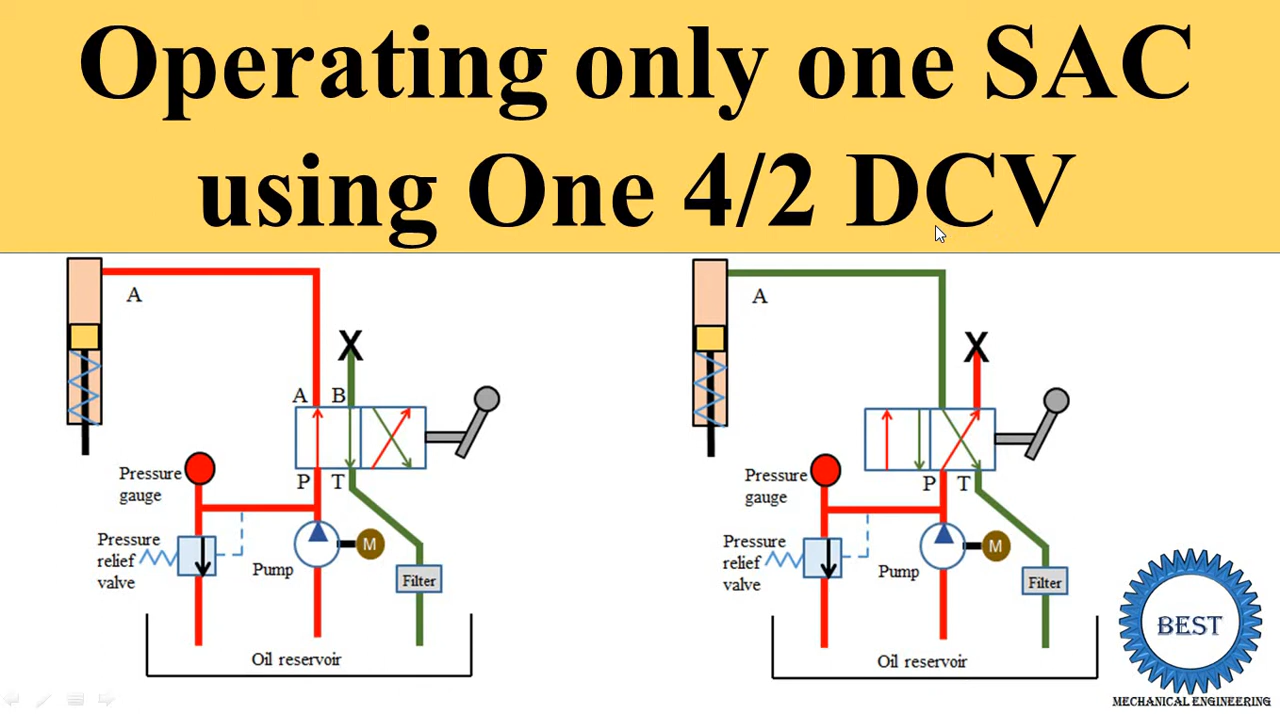 Operating only one SAC
using One 4/2 DCV
A
X
A B
P T
Pressure
gauge
Pressure
relief
valve
Pump
M
Filter
Oil reservoir
A
X
P T
Pressure
gauge
Pressure
relief
valve
Pump
M
Filter
Oil reservoir
BEST
MECHANICAL ENGINEERING